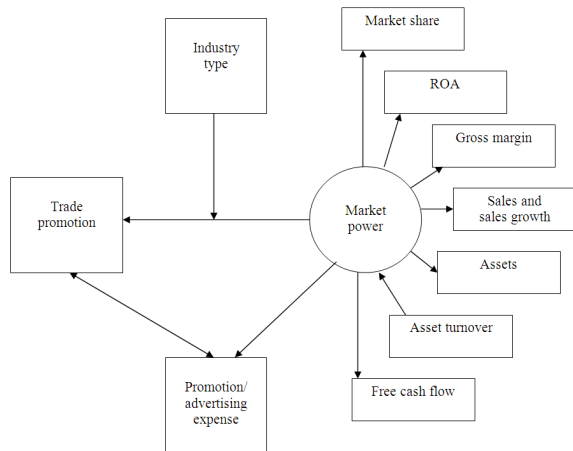 Market share
Industry
type
ROA
Gross margin
Trade
promotion
Market
power
Sales and
sales growth
Assets
Asset turnover
Promotion/
advertising
expense
Free cash flow